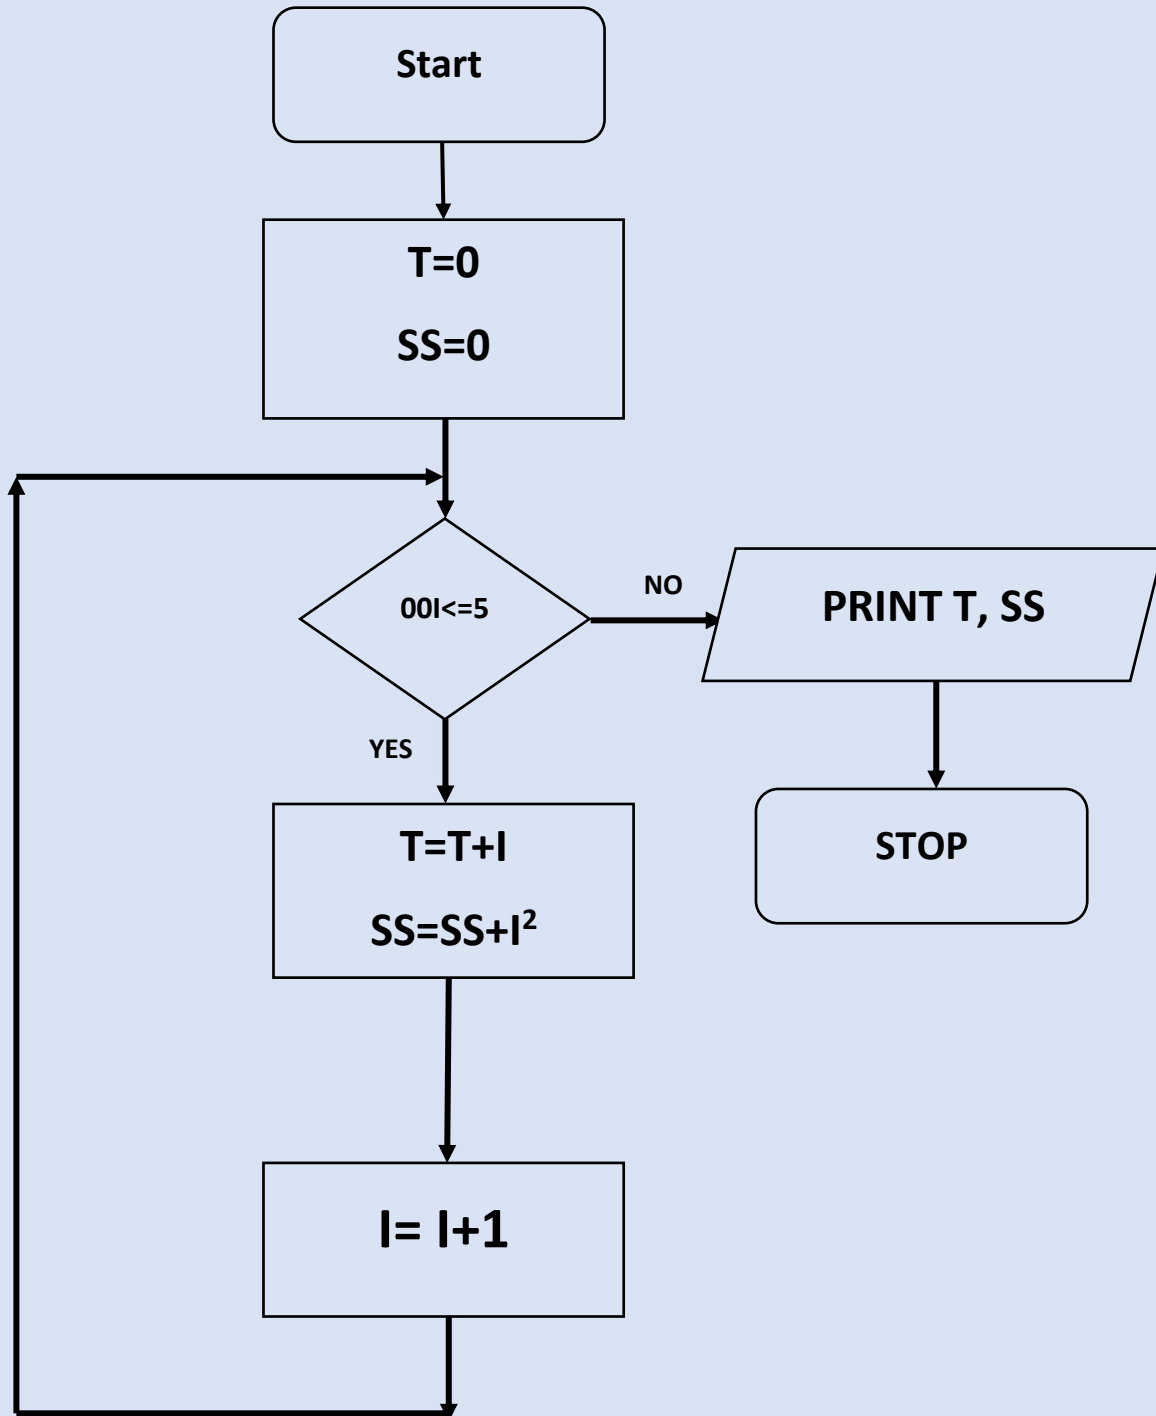 Start
T=0
SS=0
00I<=5
NO
PRINT T, SS
YES
STOP
T=T+I
SS=SS+I²
I= I+1